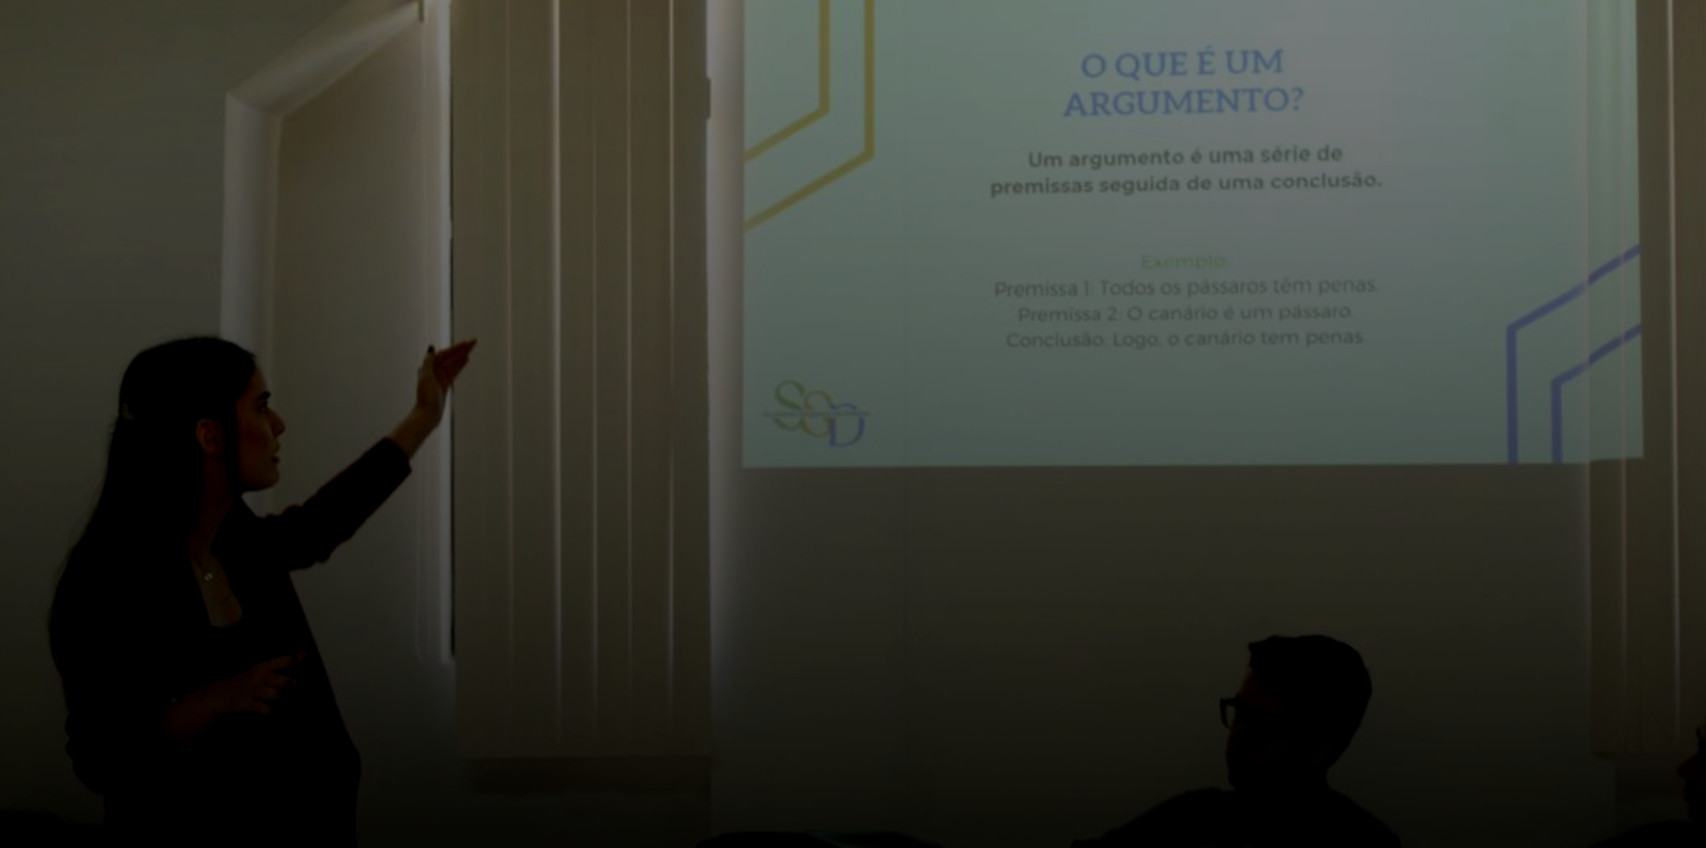 O QUE É UM
ARGUMENTO?
Um argumento é uma série de
premissas seguida de uma conclusão.
Exemplo:
Premissa 1: Todos os pássaros têm penas.
Premissa 2: O canário é um pássaro.
Conclusão: Logo, o canário tem penas.
SGD